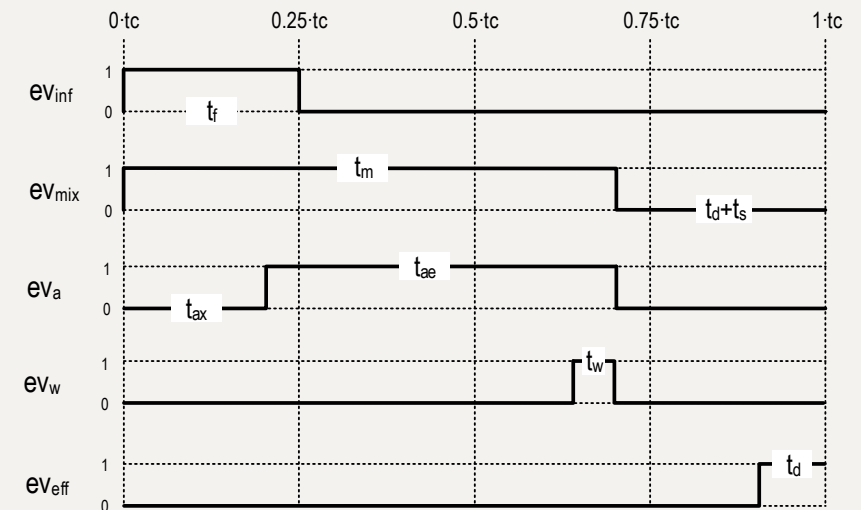 0·tc 0.25·tc 0.5·tc 0.75·tc 1·tc
1
ev_inf
0 t_f
1 t_m
ev_mix
0 t_d+t_s
1 t_ae
ev_a
0 t_ax
1 t_w
ev_w
0
1 t_d
ev_eff
0